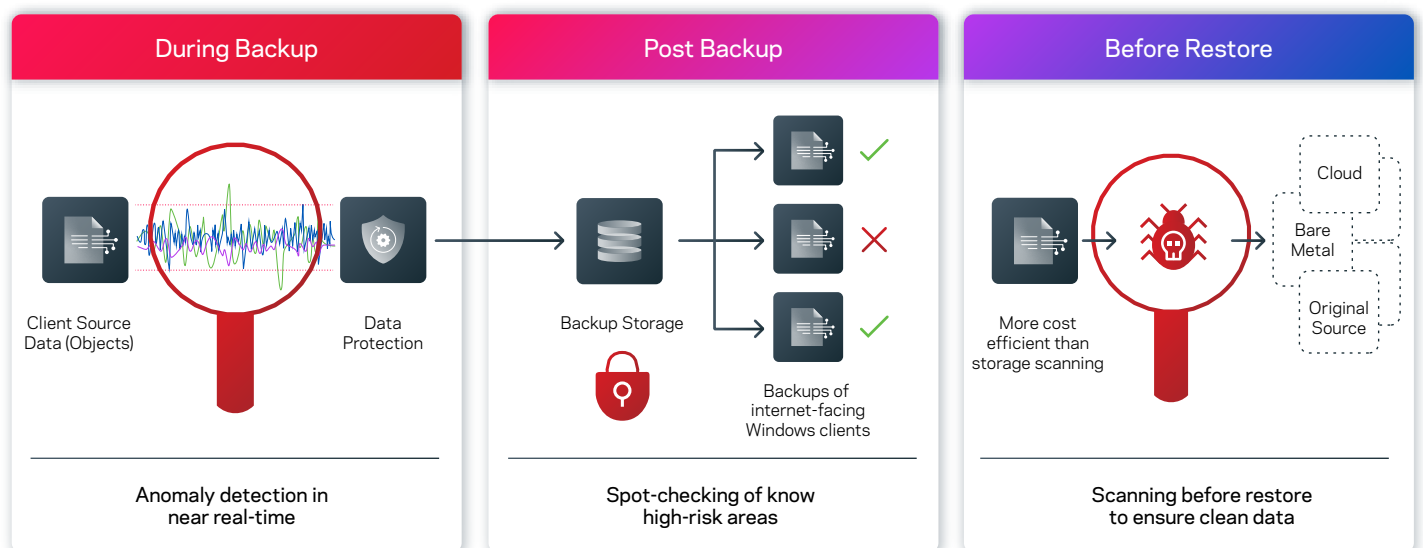 During Backup
Client Source
Data (Objects)
Data
Protection
Anomaly detection in
near real-time
Post Backup
Backup Storage
Backups of
internet-facing
Windows clients
Spot-checking of know
high-risk areas
Before Restore
More cost
efficient than
storage scanning
Cloud
Bare
Metal
Original
Source
Scanning before restore
to ensure clean data